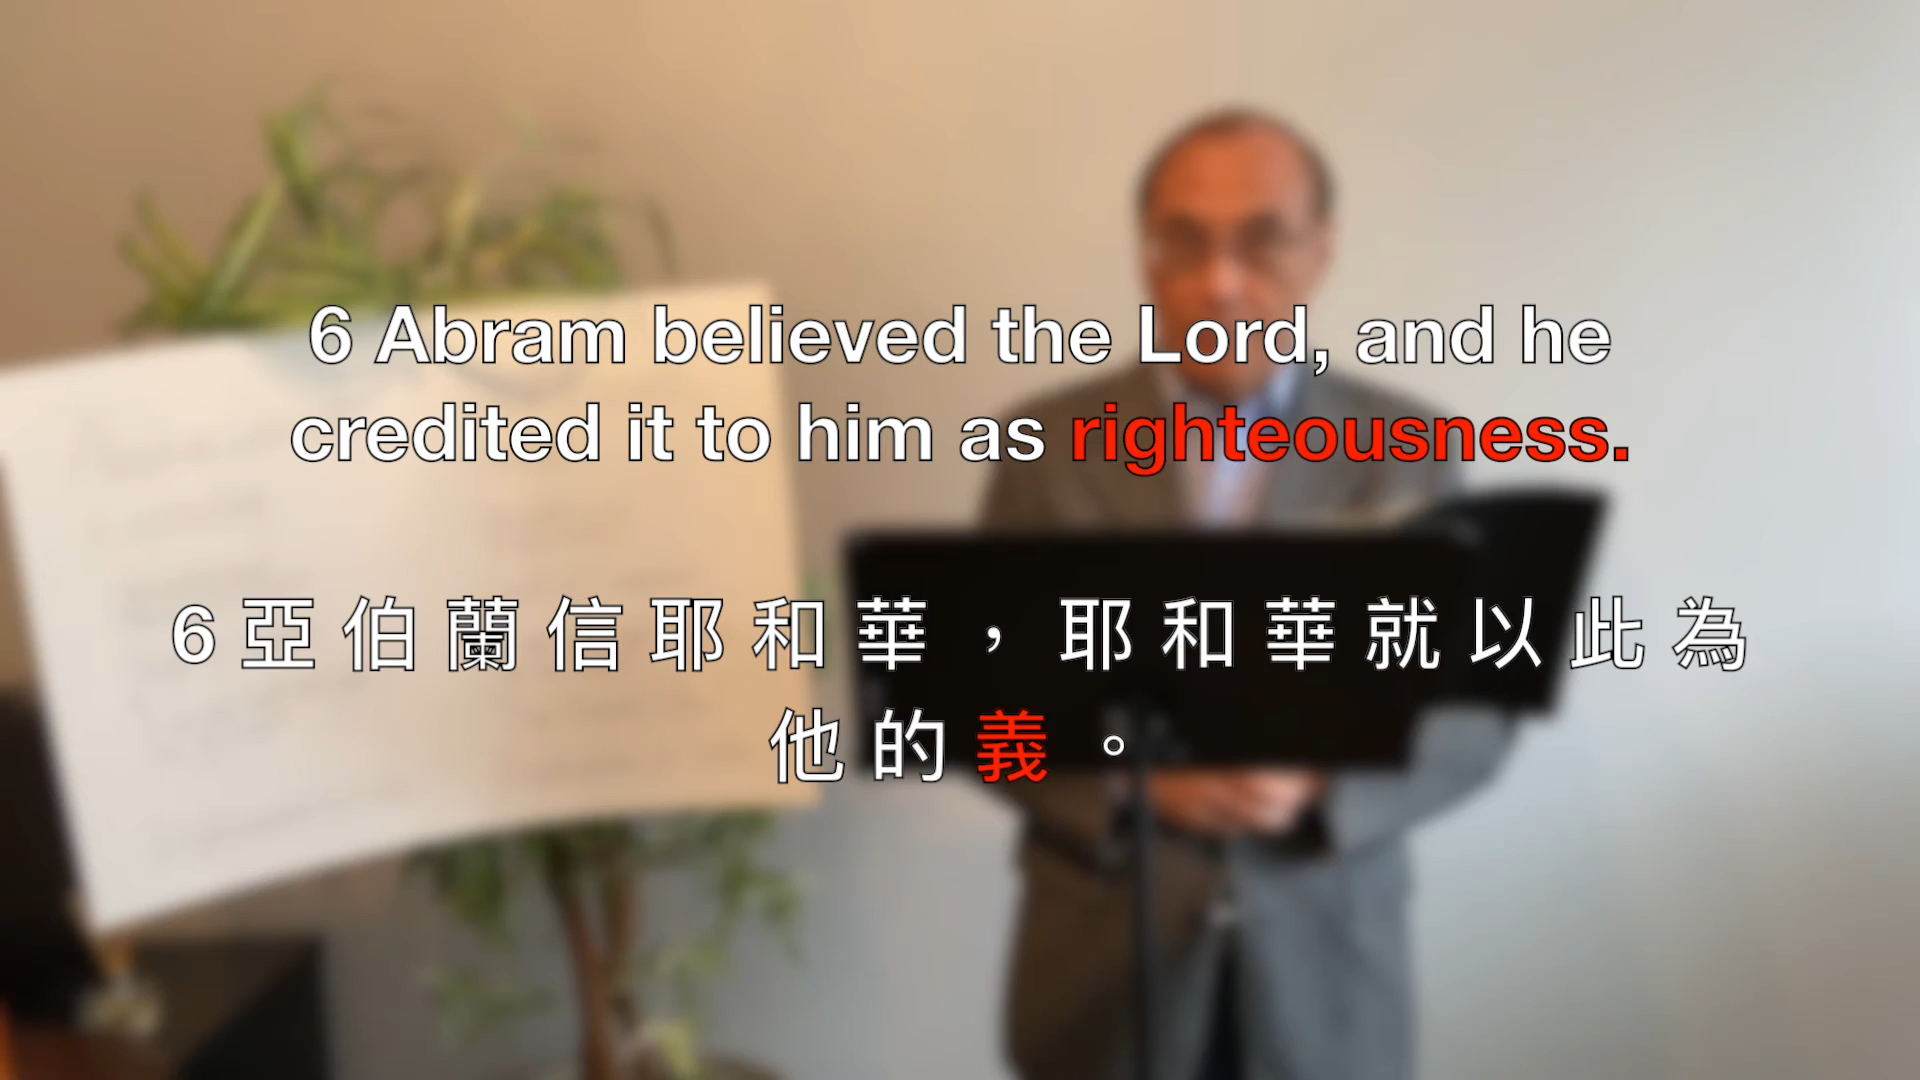 6 Abram believed the Lord, and he
credited it to him as righteousness.
6亞伯蘭信耶和華，耶和華就以此為
他的義。